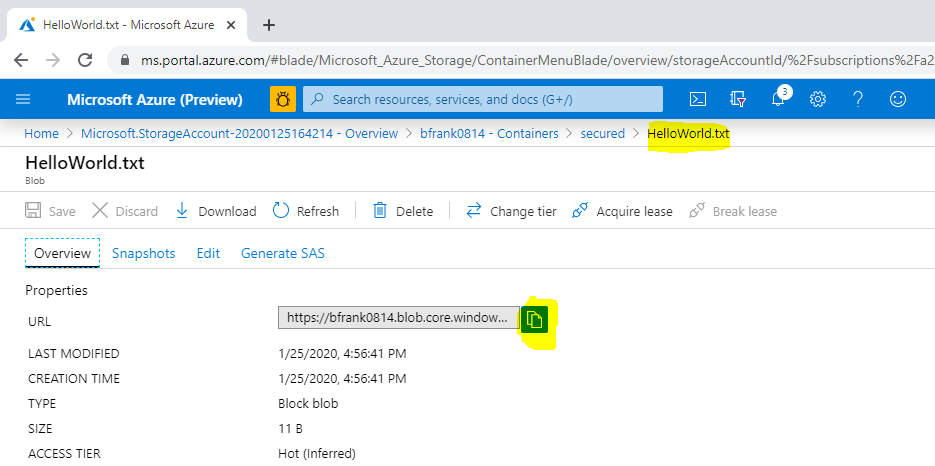 HelloWorld.txt - Microsoft Azure
ms.portal.azure.com/#blade/Microsoft_Azure_Storage/ContainerMenuBlade/overview/storageAccountId/%2Fsubscriptions%2Fa2
Microsoft Azure (Preview) Search resources, services, and docs (G+/) 3
Home > Microsoft.StorageAccount-20200125164214 - Overview > bfrank0814 - Containers > secured > HelloWorld.txt
HelloWorld.txt
Blob
Save Discard Download Refresh Delete Change tier Acquire lease Break lease
Overview Snapshots Edit Generate SAS
Properties
URL https://bfrank0814.blob.core.window...
LAST MODIFIED 1/25/2020, 4:56:41 PM
CREATION TIME 1/25/2020, 4:56:41 PM
TYPE Block blob
SIZE 11 B
ACCESS TIER Hot (Inferred)